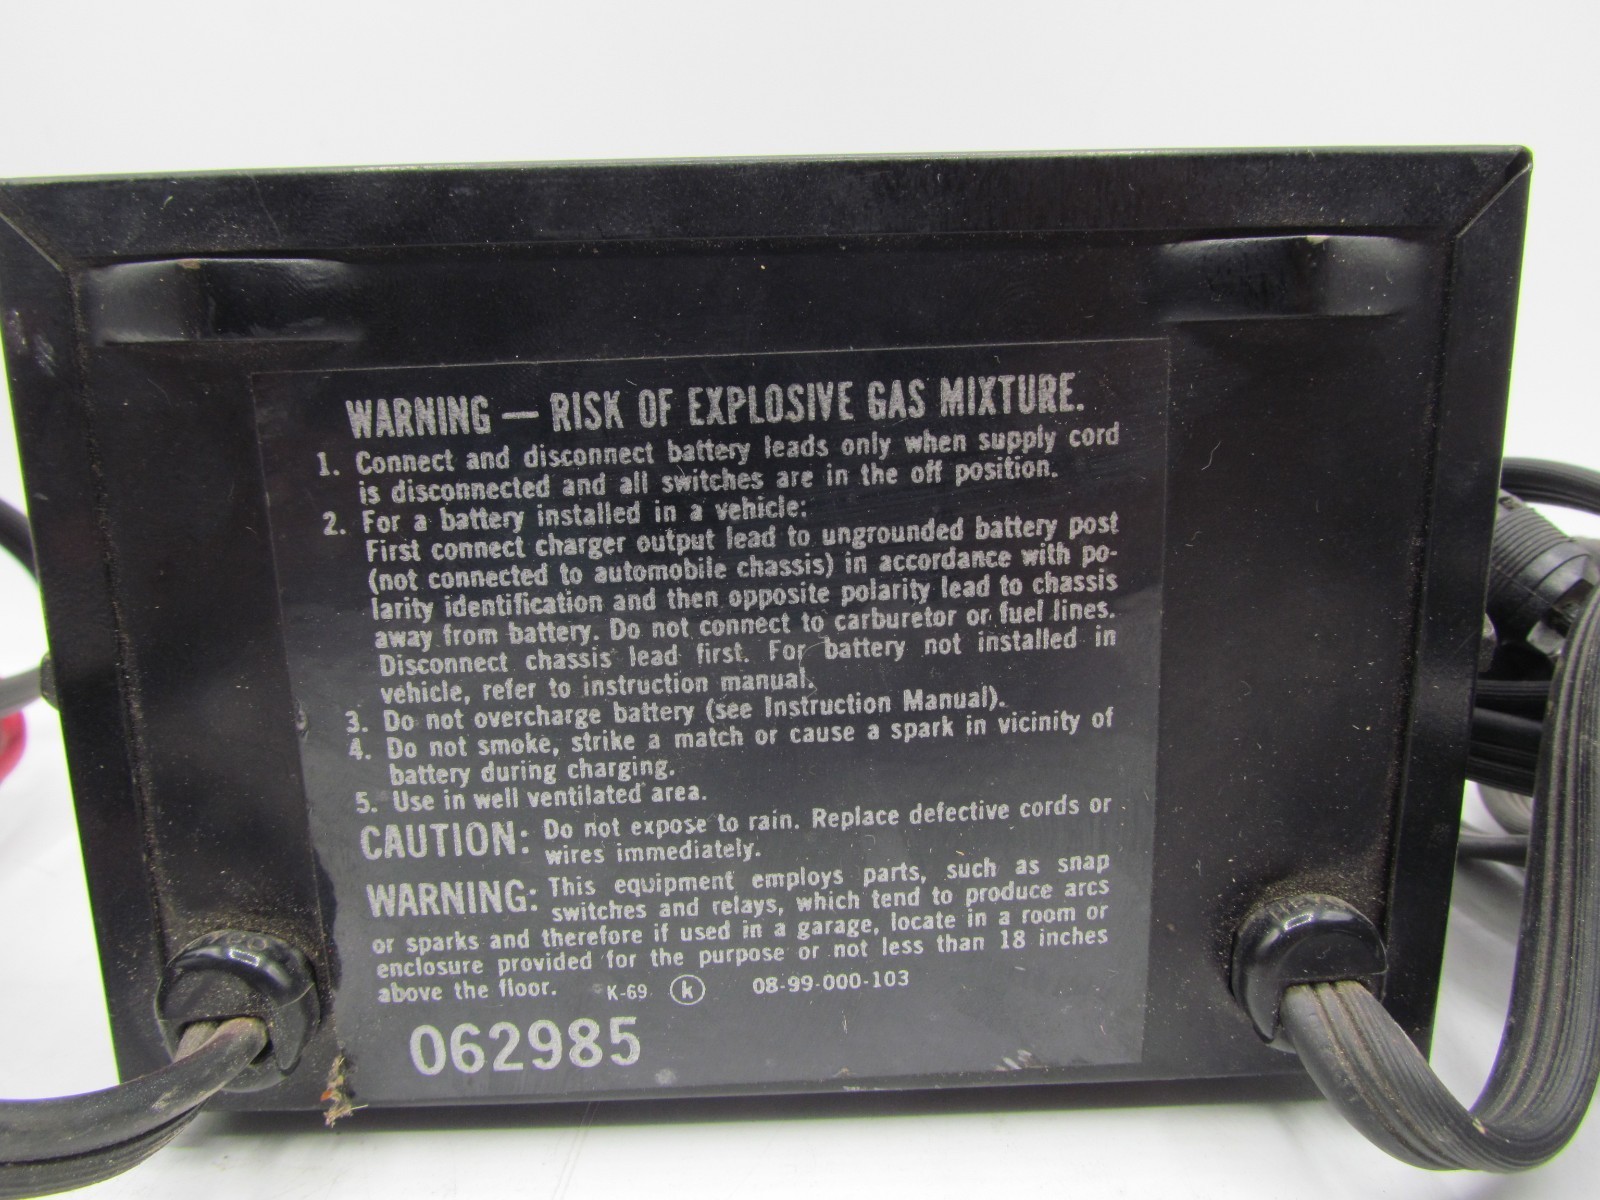 WARNING — RISK OF EXPLOSIVE GAS MIXTURE.
1. Connect and disconnect battery leads only when supply cord
is disconnected and all switches are in the off position.
2. For a battery installed in a vehicle:
First connect charger output lead to ungrounded battery post
(not connected to automobile chassis) in accordance with po-
larity identification and then opposite polarity lead to chassis
away from battery. Do not connect to carburetor or fuel lines.
Disconnect chassis lead first. For battery not installed in
vehicle, refer to instruction manual.
3. Do not overcharge battery (see Instruction Manual).
4. Do not smoke, strike a match or cause a spark in vicinity of
battery during charging.
5. Use in well ventilated area.
CAUTION: Do not expose to rain. Replace defective cords or
wires immediately.
WARNING: This equipment employs parts, such as snap
switches and relays, which tend to produce arcs
or sparks and therefore if used in a garage, locate in a room or
enclosure provided for the purpose or not less than 18 inches
above the floor. K-69 k 08-99-000-103
062985